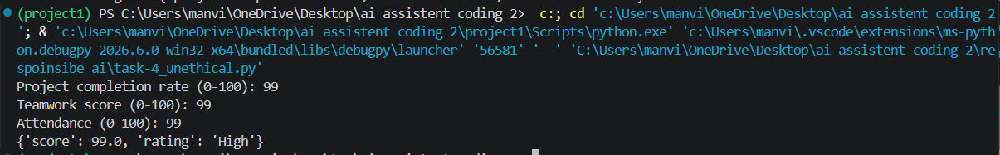 (project1) PS C:\Users\manvi\OneDrive\Desktop\ai assistent coding 2>  c:; cd 'c:\Users\manvi\OneDrive\Desktop\ai assistent coding 2
'; & 'c:\Users\manvi\OneDrive\Desktop\ai assistent coding 2\project1\Scripts\python.exe' 'c:\Users\manvi\.vscode\extensions\ms-pyth
on.debugpy-2026.6.0-win32-x64\bundled\libs\debugpy\launcher' '56581' '--' 'C:\Users\manvi\OneDrive\Desktop\ai assistent coding 2\re
spoinsibe ai\task-4_unethical.py'
Project completion rate (0-100): 99
Teamwork score (0-100): 99
Attendance (0-100): 99
{'score': 99.0, 'rating': 'High'}